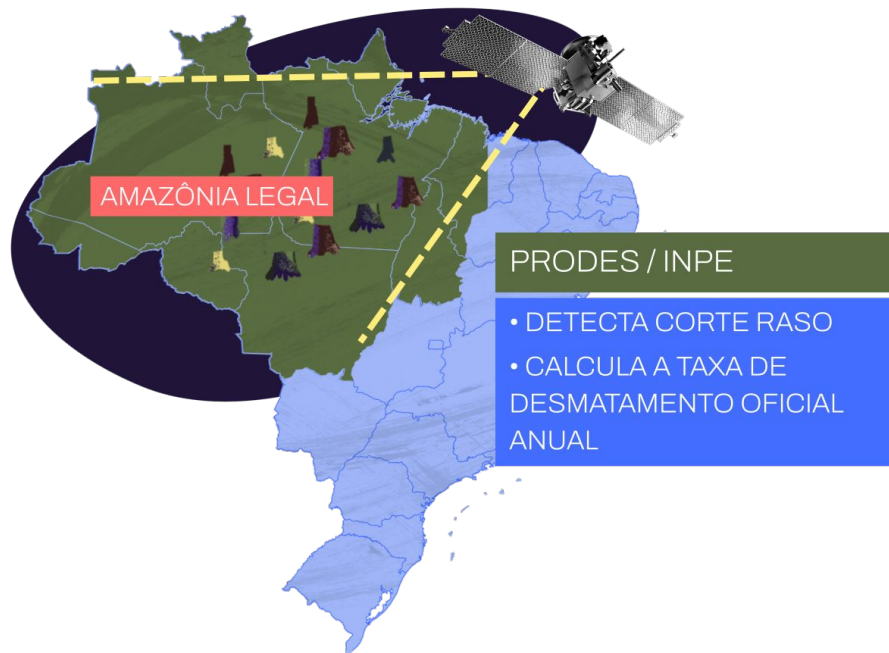 AMAZÔNIA LEGAL
PRODES / INPE
• DETECTA CORTE RASO
• CALCULA A TAXA DE
DESMATAMENTO OFICIAL
ANUAL